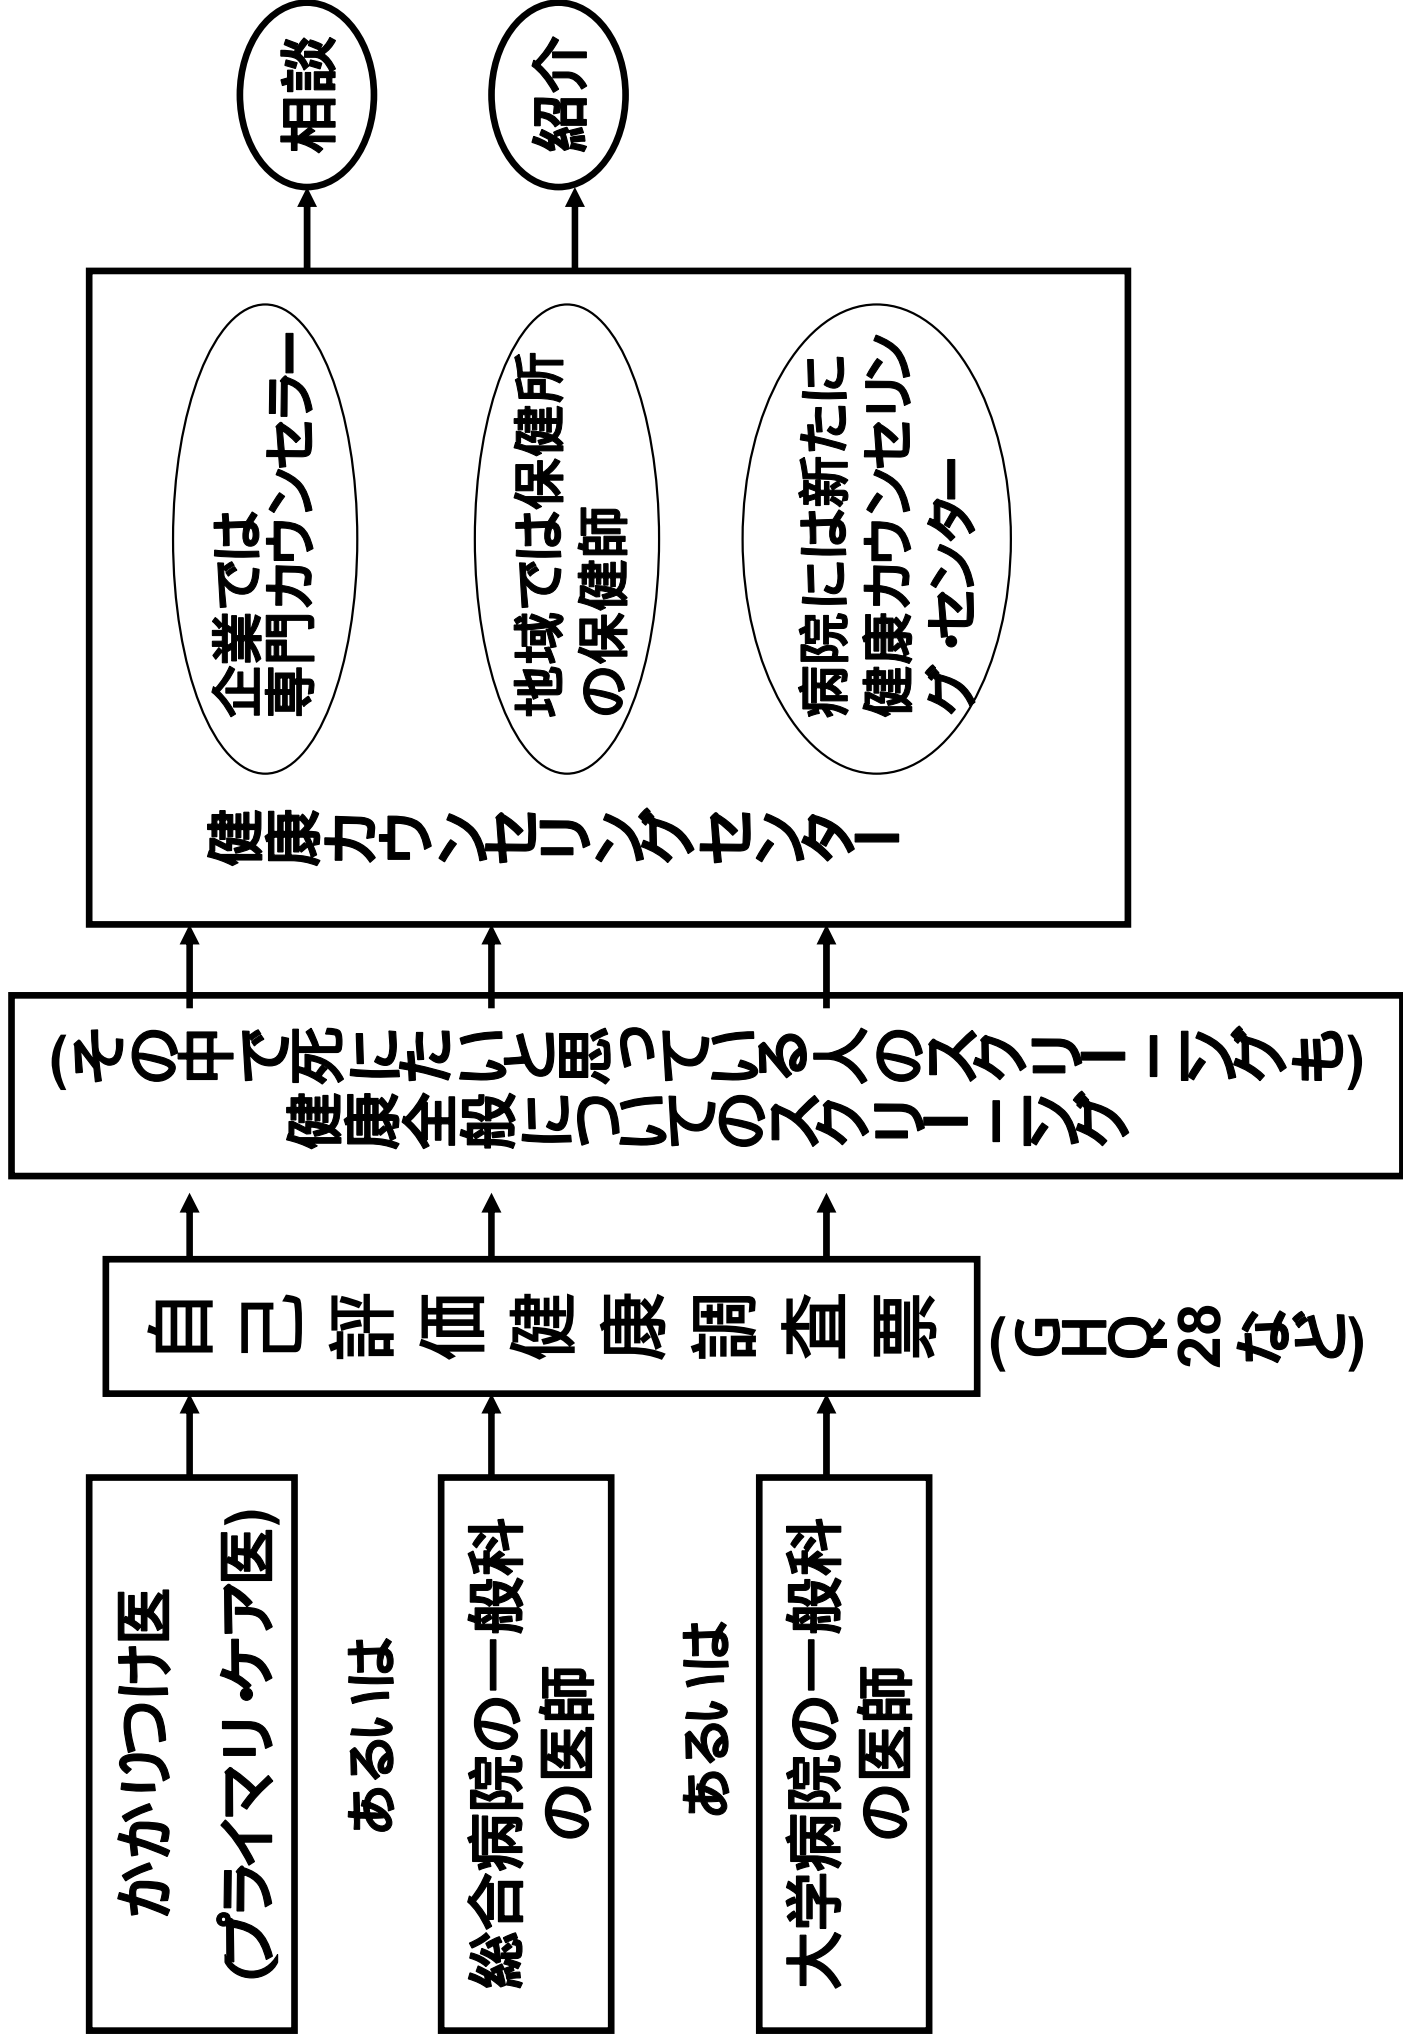 かかりつけ医
(プライマリ・ケア医)
あるいは
総合病院の一般科
の医師
あるいは
大学病院の一般科
の医師
自己評価健康調査票
(GHQ28など)
(その中で死にたいと思っている人のスクリーニングも)
健康全般についてのスクリーニング
健康カウンセリングセンター
企業では
専門カウンセラー
地域では保健所
の保健師
病院には新たに
健康カウンセリン
グ・センター
相談
紹介